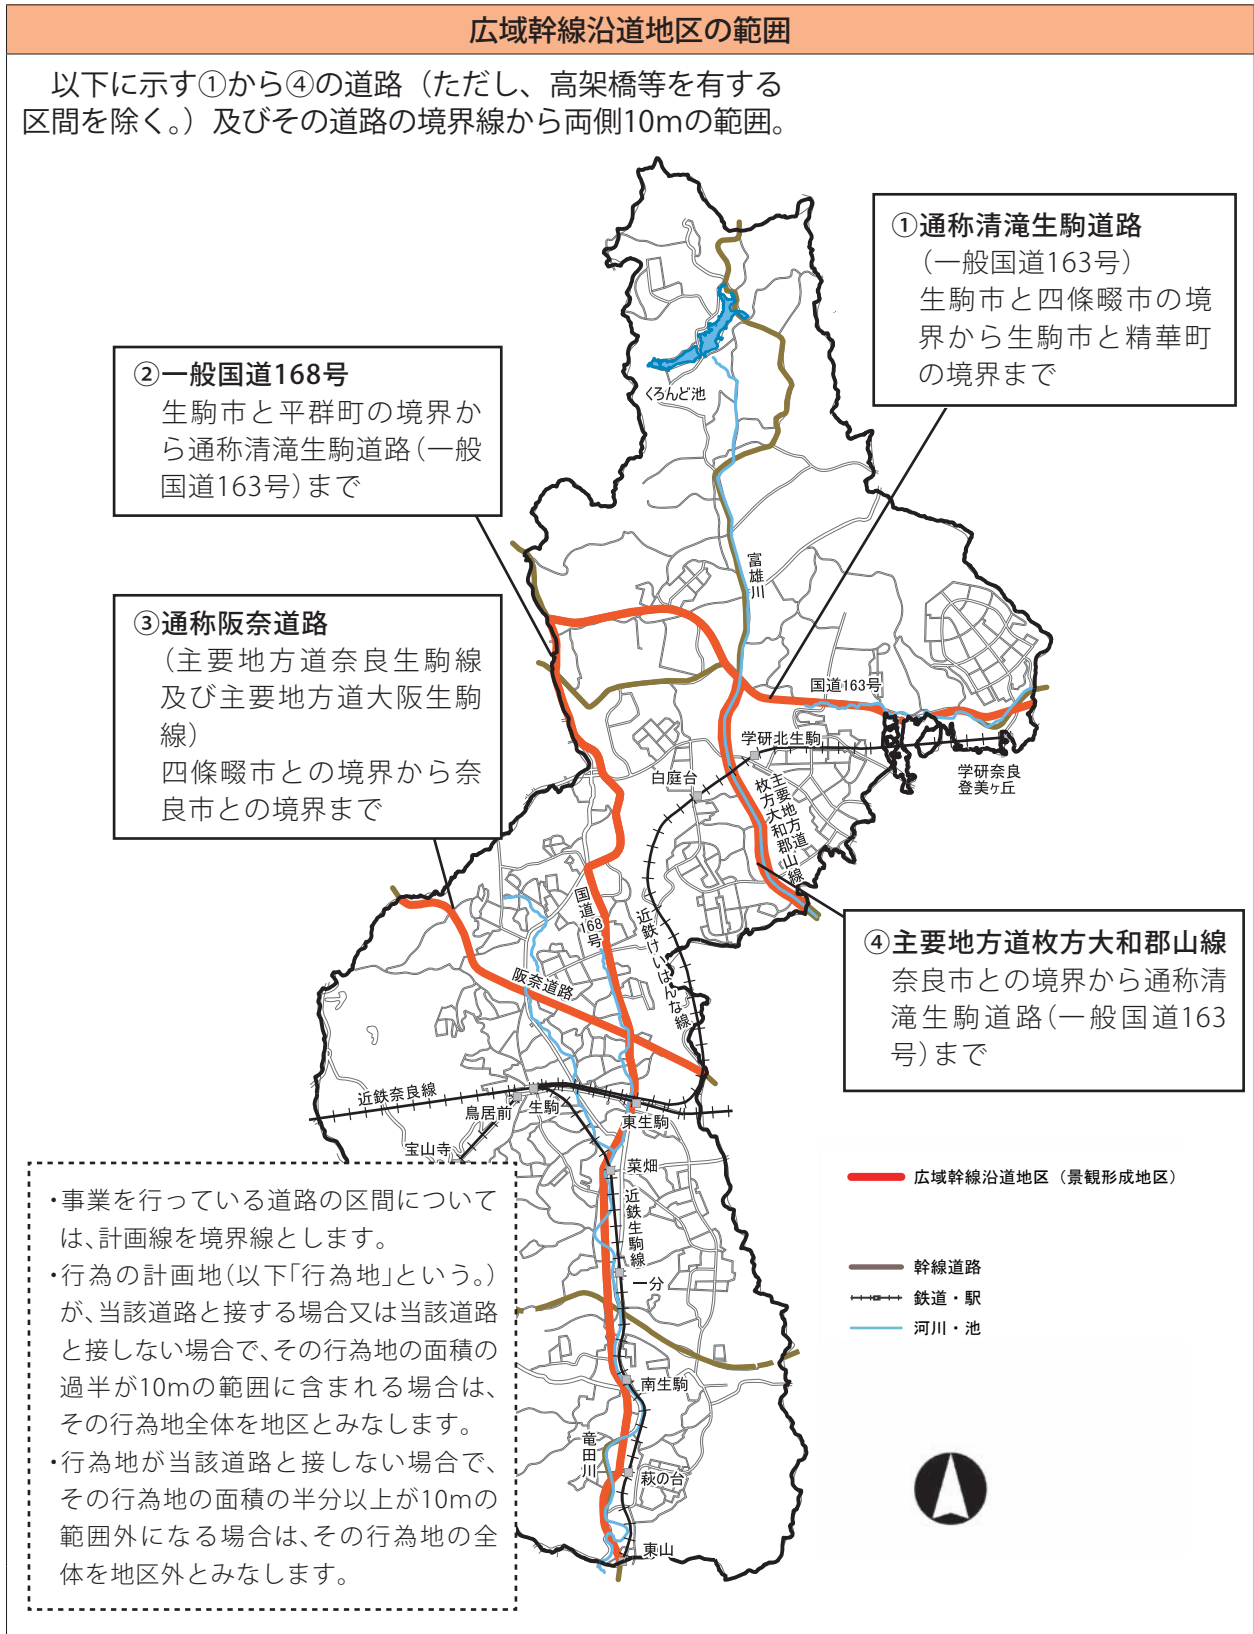 広域幹線沿道地区の範囲
以下に示す①から④の道路（ただし、高架橋等を有する
区間を除く。）及びその道路の境界線から両側10mの範囲。
①通称清滝生駒道路
（一般国道163号）
生駒市と四條畷市の境
界から生駒市と精華町
の境界まで
②一般国道168号
生駒市と平群町の境界か
ら通称清滝生駒道路（一般
国道163号）まで
③通称阪奈道路
（主要地方道奈良生駒線
及び主要地方道大阪生駒
線）
四條畷市との境界から奈
良市との境界まで
④主要地方道枚方大和郡山線
奈良市との境界から通称清
滝生駒道路（一般国道163
号）まで
くろんど池
富雄川
国道163号
学研北生駒
白庭台
学研奈良
登美ヶ丘
主要地方道
枚方大和郡山線
国道168号
近鉄けいはんな線
阪奈道路
近鉄奈良線
鳥居前
生駒
東生駒
宝山寺
菜畑
近鉄生駒線
一分
南生駒
竜田川
萩の台
東山
広域幹線沿道地区（景観形成地区）
幹線道路
鉄道・駅
河川・池
・事業を行っている道路の区間について
は、計画線を境界線とします。
・行為の計画地（以下「行為地」という。）
が、当該道路と接する場合又は当該道路
と接しない場合で、その行為地の面積の
過半が10mの範囲に含まれる場合は、
その行為地全体を地区とみなします。
・行為地が当該道路と接しない場合で、
その行為地の面積の半分以上が10mの
範囲外になる場合は、その行為地の全
体を地区外とみなします。